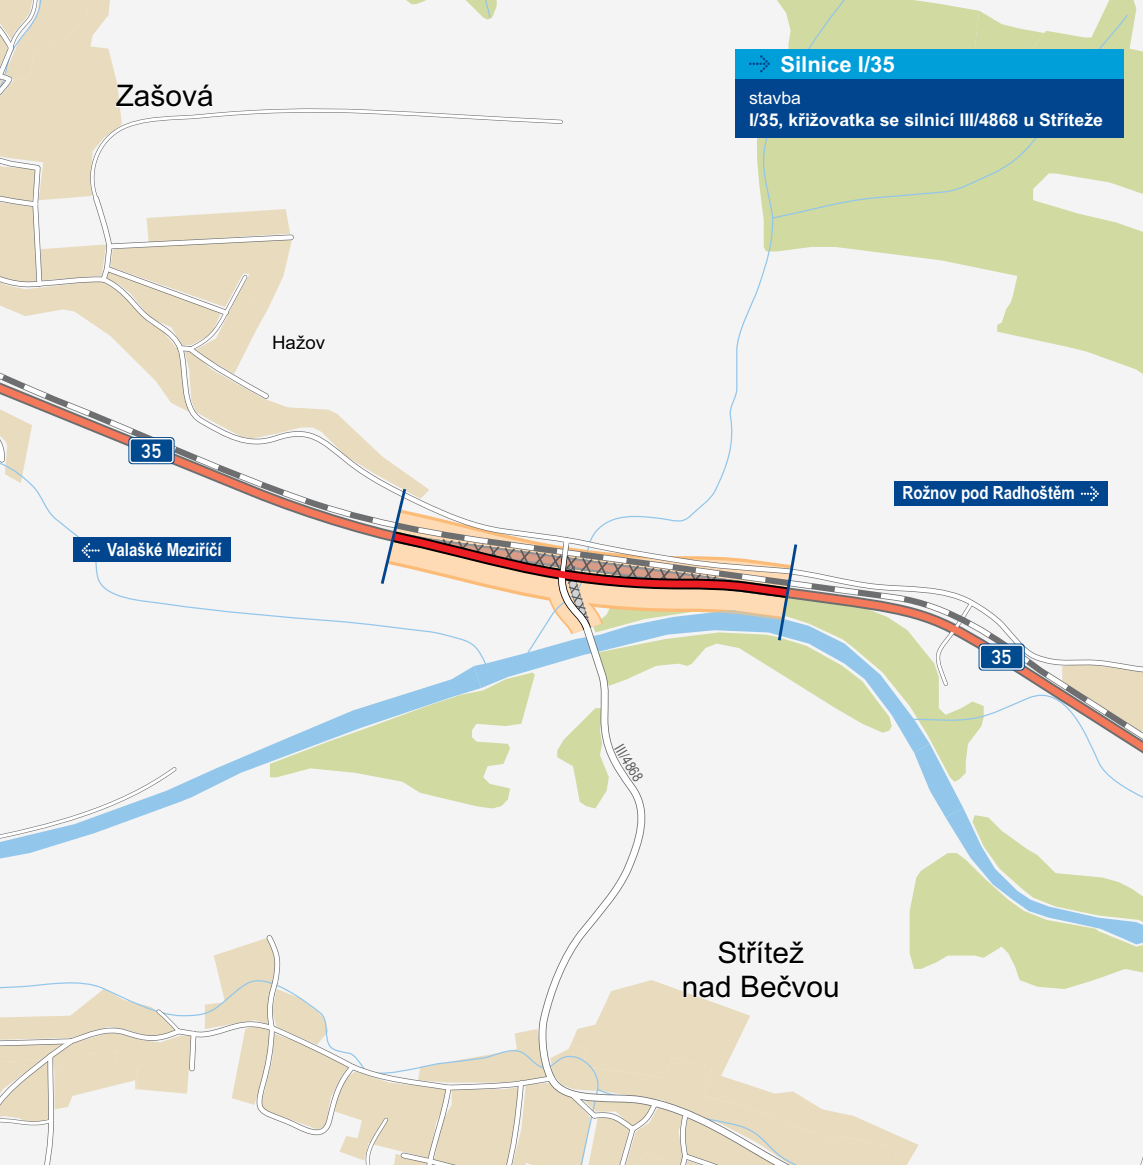 Silnice I/35
stavba
I/35, křižovatka se silnicí III/4868 u Stříteže
Zašová
Hažov
35
Rožnov pod Radhoštěm
Valašké Meziříčí
35
III/4868
Střítež
nad Bečvou